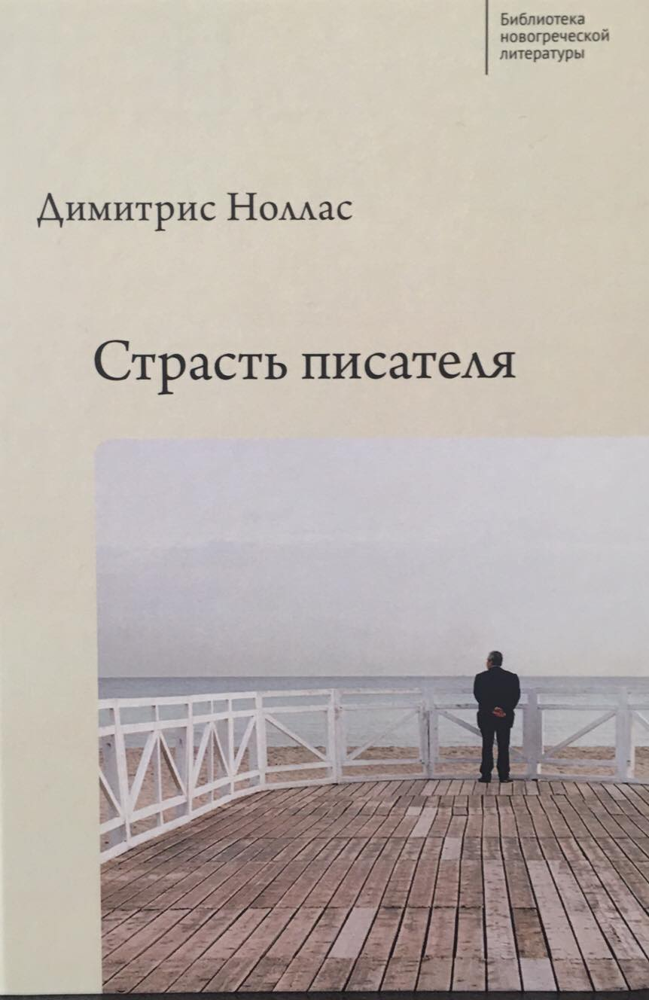 Библиотека
новогреческой
литературы
Димитрис Ноллас
Страсть писателя